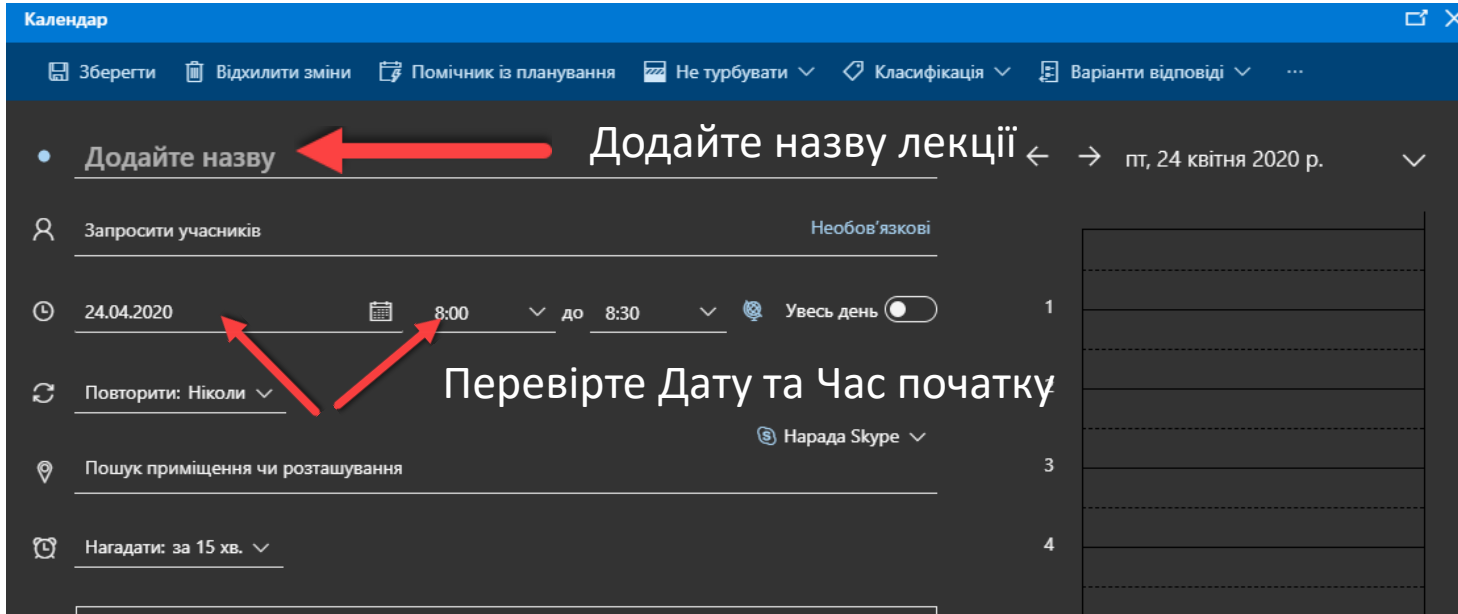 Календар
Зберегти Відхилити зміни Помічник із планування Не турбувати Класифікація Варіанти відповіді ...
Додайте назву Додайте назву лекції пт, 24 квітня 2020 р.
Запросити учасників Необов'язкові
24.04.2020 8:00 до 8:30 Увесь день 1
Повторити: Ніколи Перевірте Дату та Час початку 2
Нарада Skype
Пошук приміщення чи розташування 3
Нагадати: за 15 хв. 4